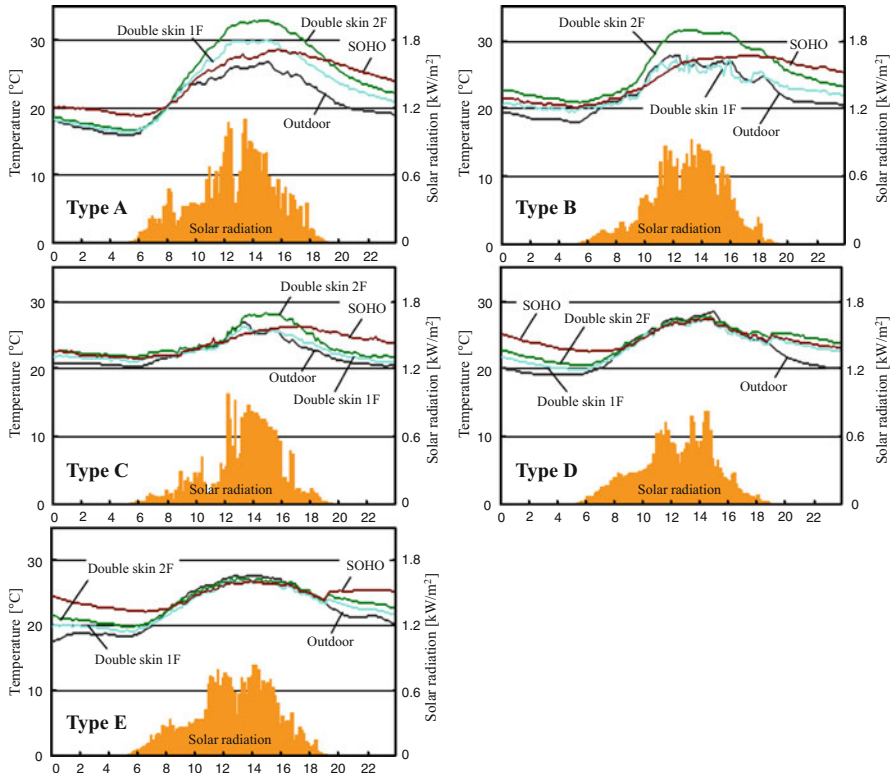 Temperature [°C]
30
20
10
0
Double skin 1F
Double skin 2F
SOHO
Outdoor
Type A
Solar radiation
1.8
1.2
0.6
0
Solar radiation [kW/m²]
0 2 4 6 8 10 12 14 16 18 20 22
Temperature [°C]
30
20
10
0
Double skin 2F
SOHO
Double skin 1F
Outdoor
Type B
Solar radiation
1.8
1.2
0.6
0
Solar radiation [kW/m²]
0 2 4 6 8 10 12 14 16 18 20 22
Temperature [°C]
30
20
10
0
Double skin 2F
SOHO
Outdoor
Double skin 1F
Type C
Solar radiation
1.8
1.2
0.6
0
Solar radiation [kW/m²]
0 2 4 6 8 10 12 14 16 18 20 22
Temperature [°C]
30
20
10
0
SOHO
Double skin 2F
Outdoor
Double skin 1F
Type D
Solar radiation
1.8
1.2
0.6
0
Solar radiation [kW/m²]
0 2 4 6 8 10 12 14 16 18 20 22
Temperature [°C]
30
20
10
0
Double skin 2F
SOHO
Outdoor
Double skin 1F
Type E
Solar radiation
1.8
1.2
0.6
0
Solar radiation [kW/m²]
0 2 4 6 8 10 12 14 16 18 20 22